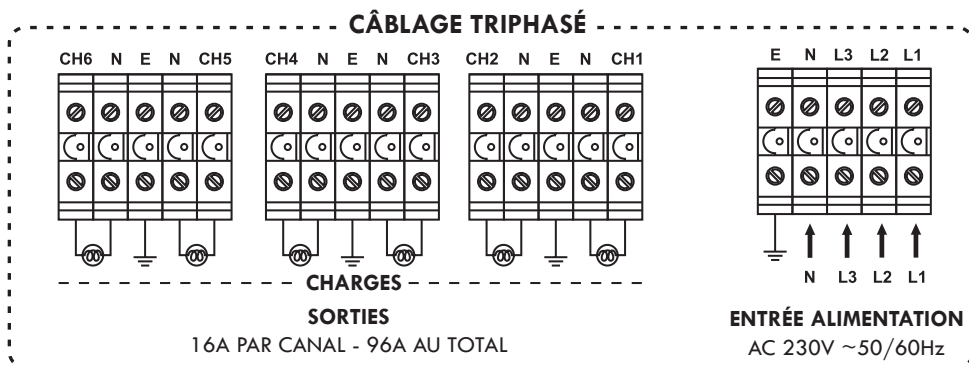 CÂBLAGE TRIPHASÉ
CH6 N E N CH5 CH4 N E N CH3 CH2 N E N CH1 E N L3 L2 L1
N L3 L2 L1
CHARGES
SORTIES
16A PAR CANAL - 96A AU TOTAL
ENTRÉE ALIMENTATION
AC 230V ~50/60Hz